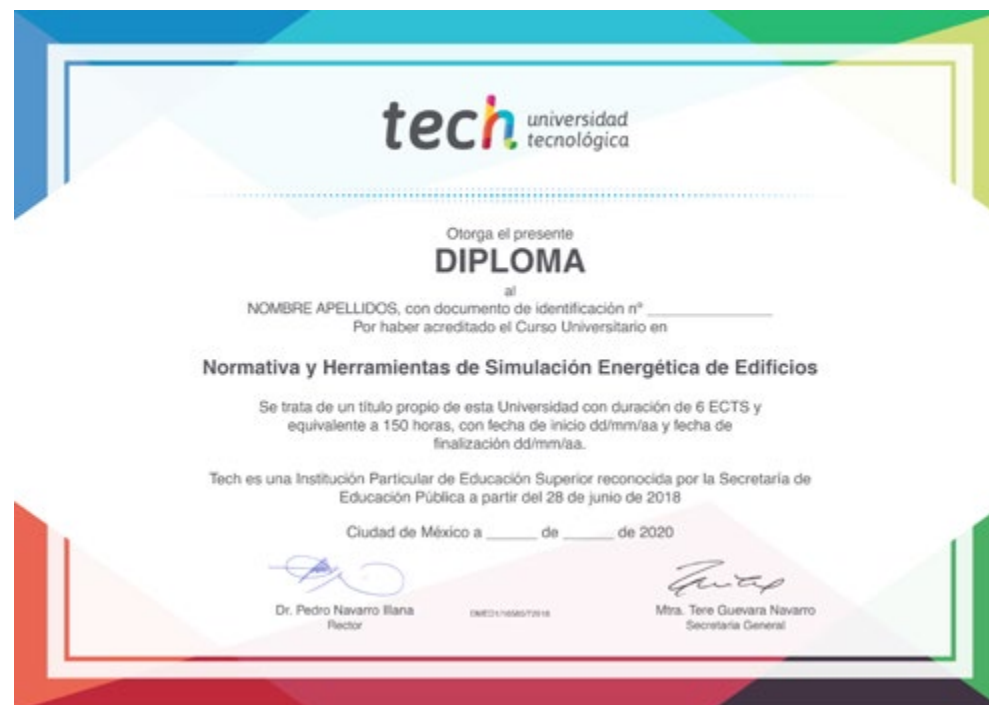 tech universidad
tecnológica
Otorga el presente
DIPLOMA
al
NOMBRE APELLIDOS, con documento de identificación nº ______________
Por haber acreditado el Curso Universitario en
Normativa y Herramientas de Simulación Energética de Edificios
Se trata de un título propio de esta Universidad con duración de 6 ECTS y
equivalente a 150 horas, con fecha de inicio dd/mm/aa y fecha de
finalización dd/mm/aa.
Tech es una Institución Particular de Educación Superior reconocida por la Secretaría de
Educación Pública a partir del 28 de junio de 2018
Ciudad de México a ______ de ______ de 2020
Dr. Pedro Navarro Illana
Rector
Mtra. Tere Guevara Navarro
Secretaria General